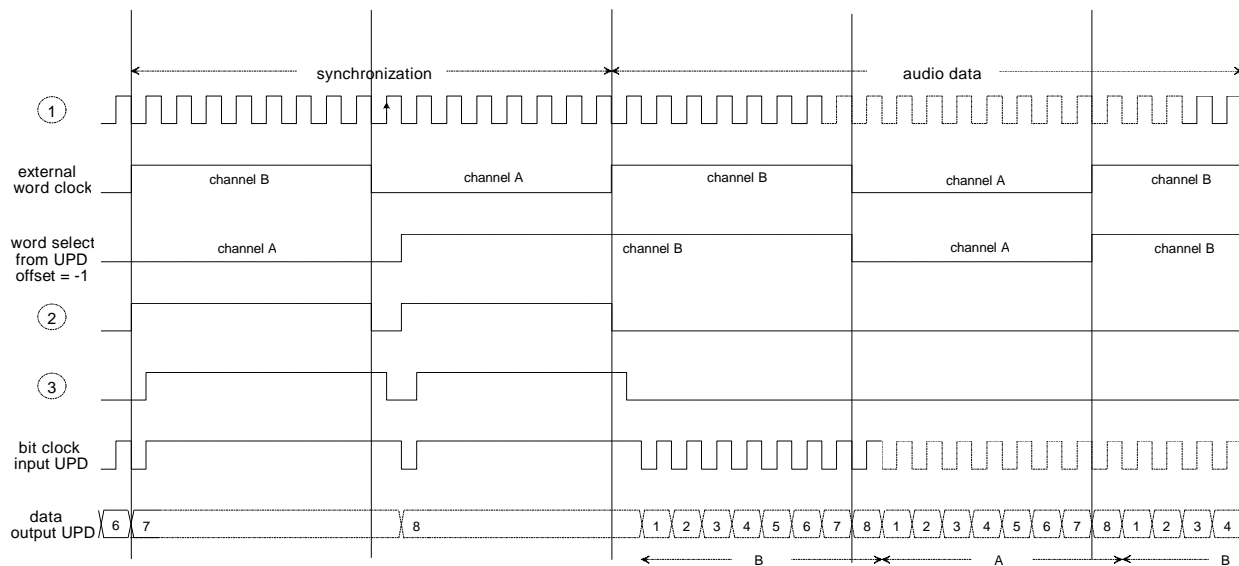 synchronization
audio data
1
external
word clock
channel B
channel A
channel B
channel A
channel B
word select
from UPD
offset = -1
channel A
channel B
channel A
channel B
2
3
bit clock
input UPD
data
output UPD
6 7 8 1 2 3 4 5 6 7 8 1 2 3 4 5 6 7 8 1 2 3 4
B A B